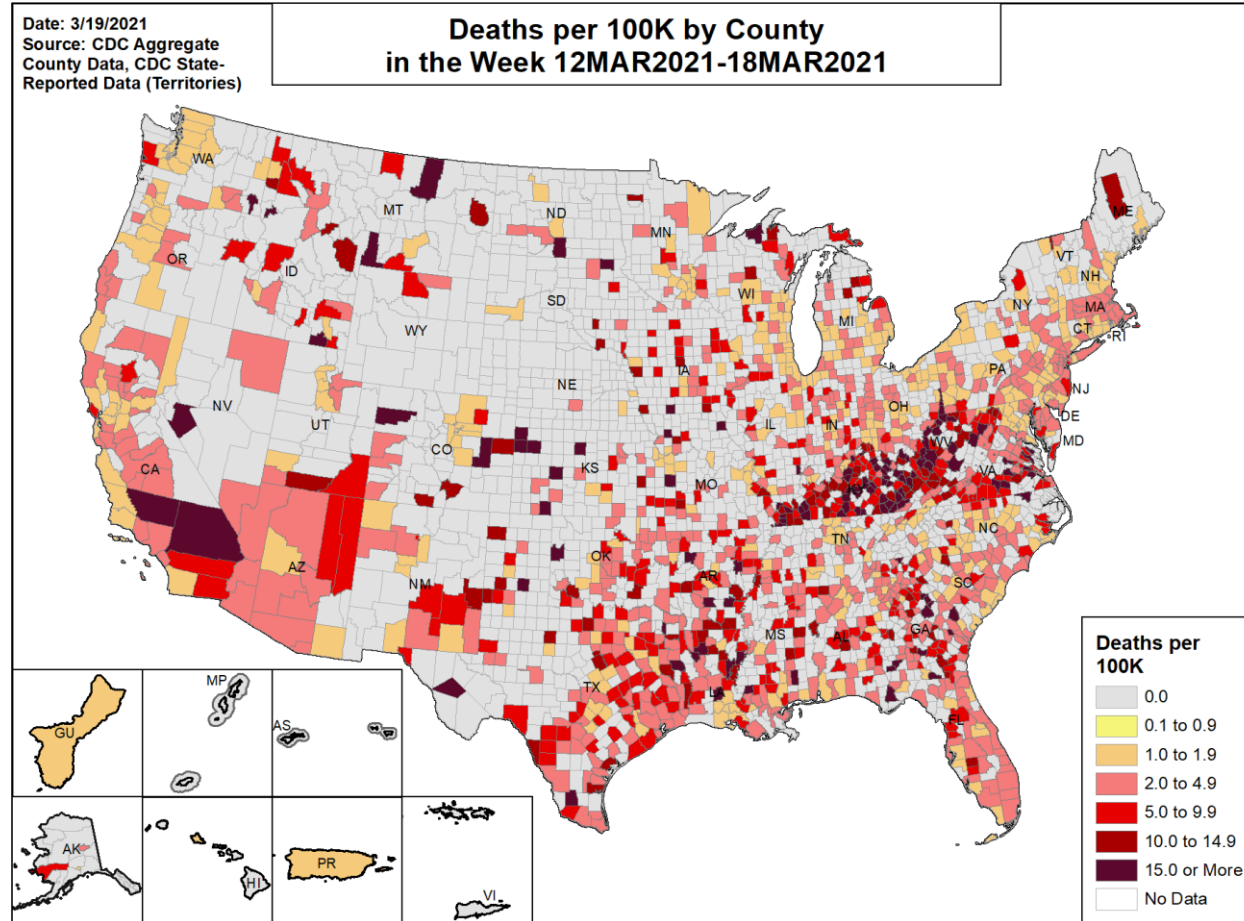 Date: 3/19/2021
Source: CDC Aggregate
County Data, CDC State-
Reported Data (Territories)
Deaths per 100K by County
in the Week 12MAR2021-18MAR2021
WA
MT
ND
MN
ME
OR
ID
SD
WI
MI
VT
NH
NY
MA
CT
RI
WY
IA
NE
PA
NJ
NV
UT
CO
KS
MO
IL
IN
OH
WV
DE
MD
VA
KY
CA
AZ
NM
OK
AR
TN
NC
SC
TX
LA
MS
AL
GA
FL
GU
MP
AS
AK
HI
PR
VI
Deaths per
100K
0.0
0.1 to 0.9
1.0 to 1.9
2.0 to 4.9
5.0 to 9.9
10.0 to 14.9
15.0 or More
No Data